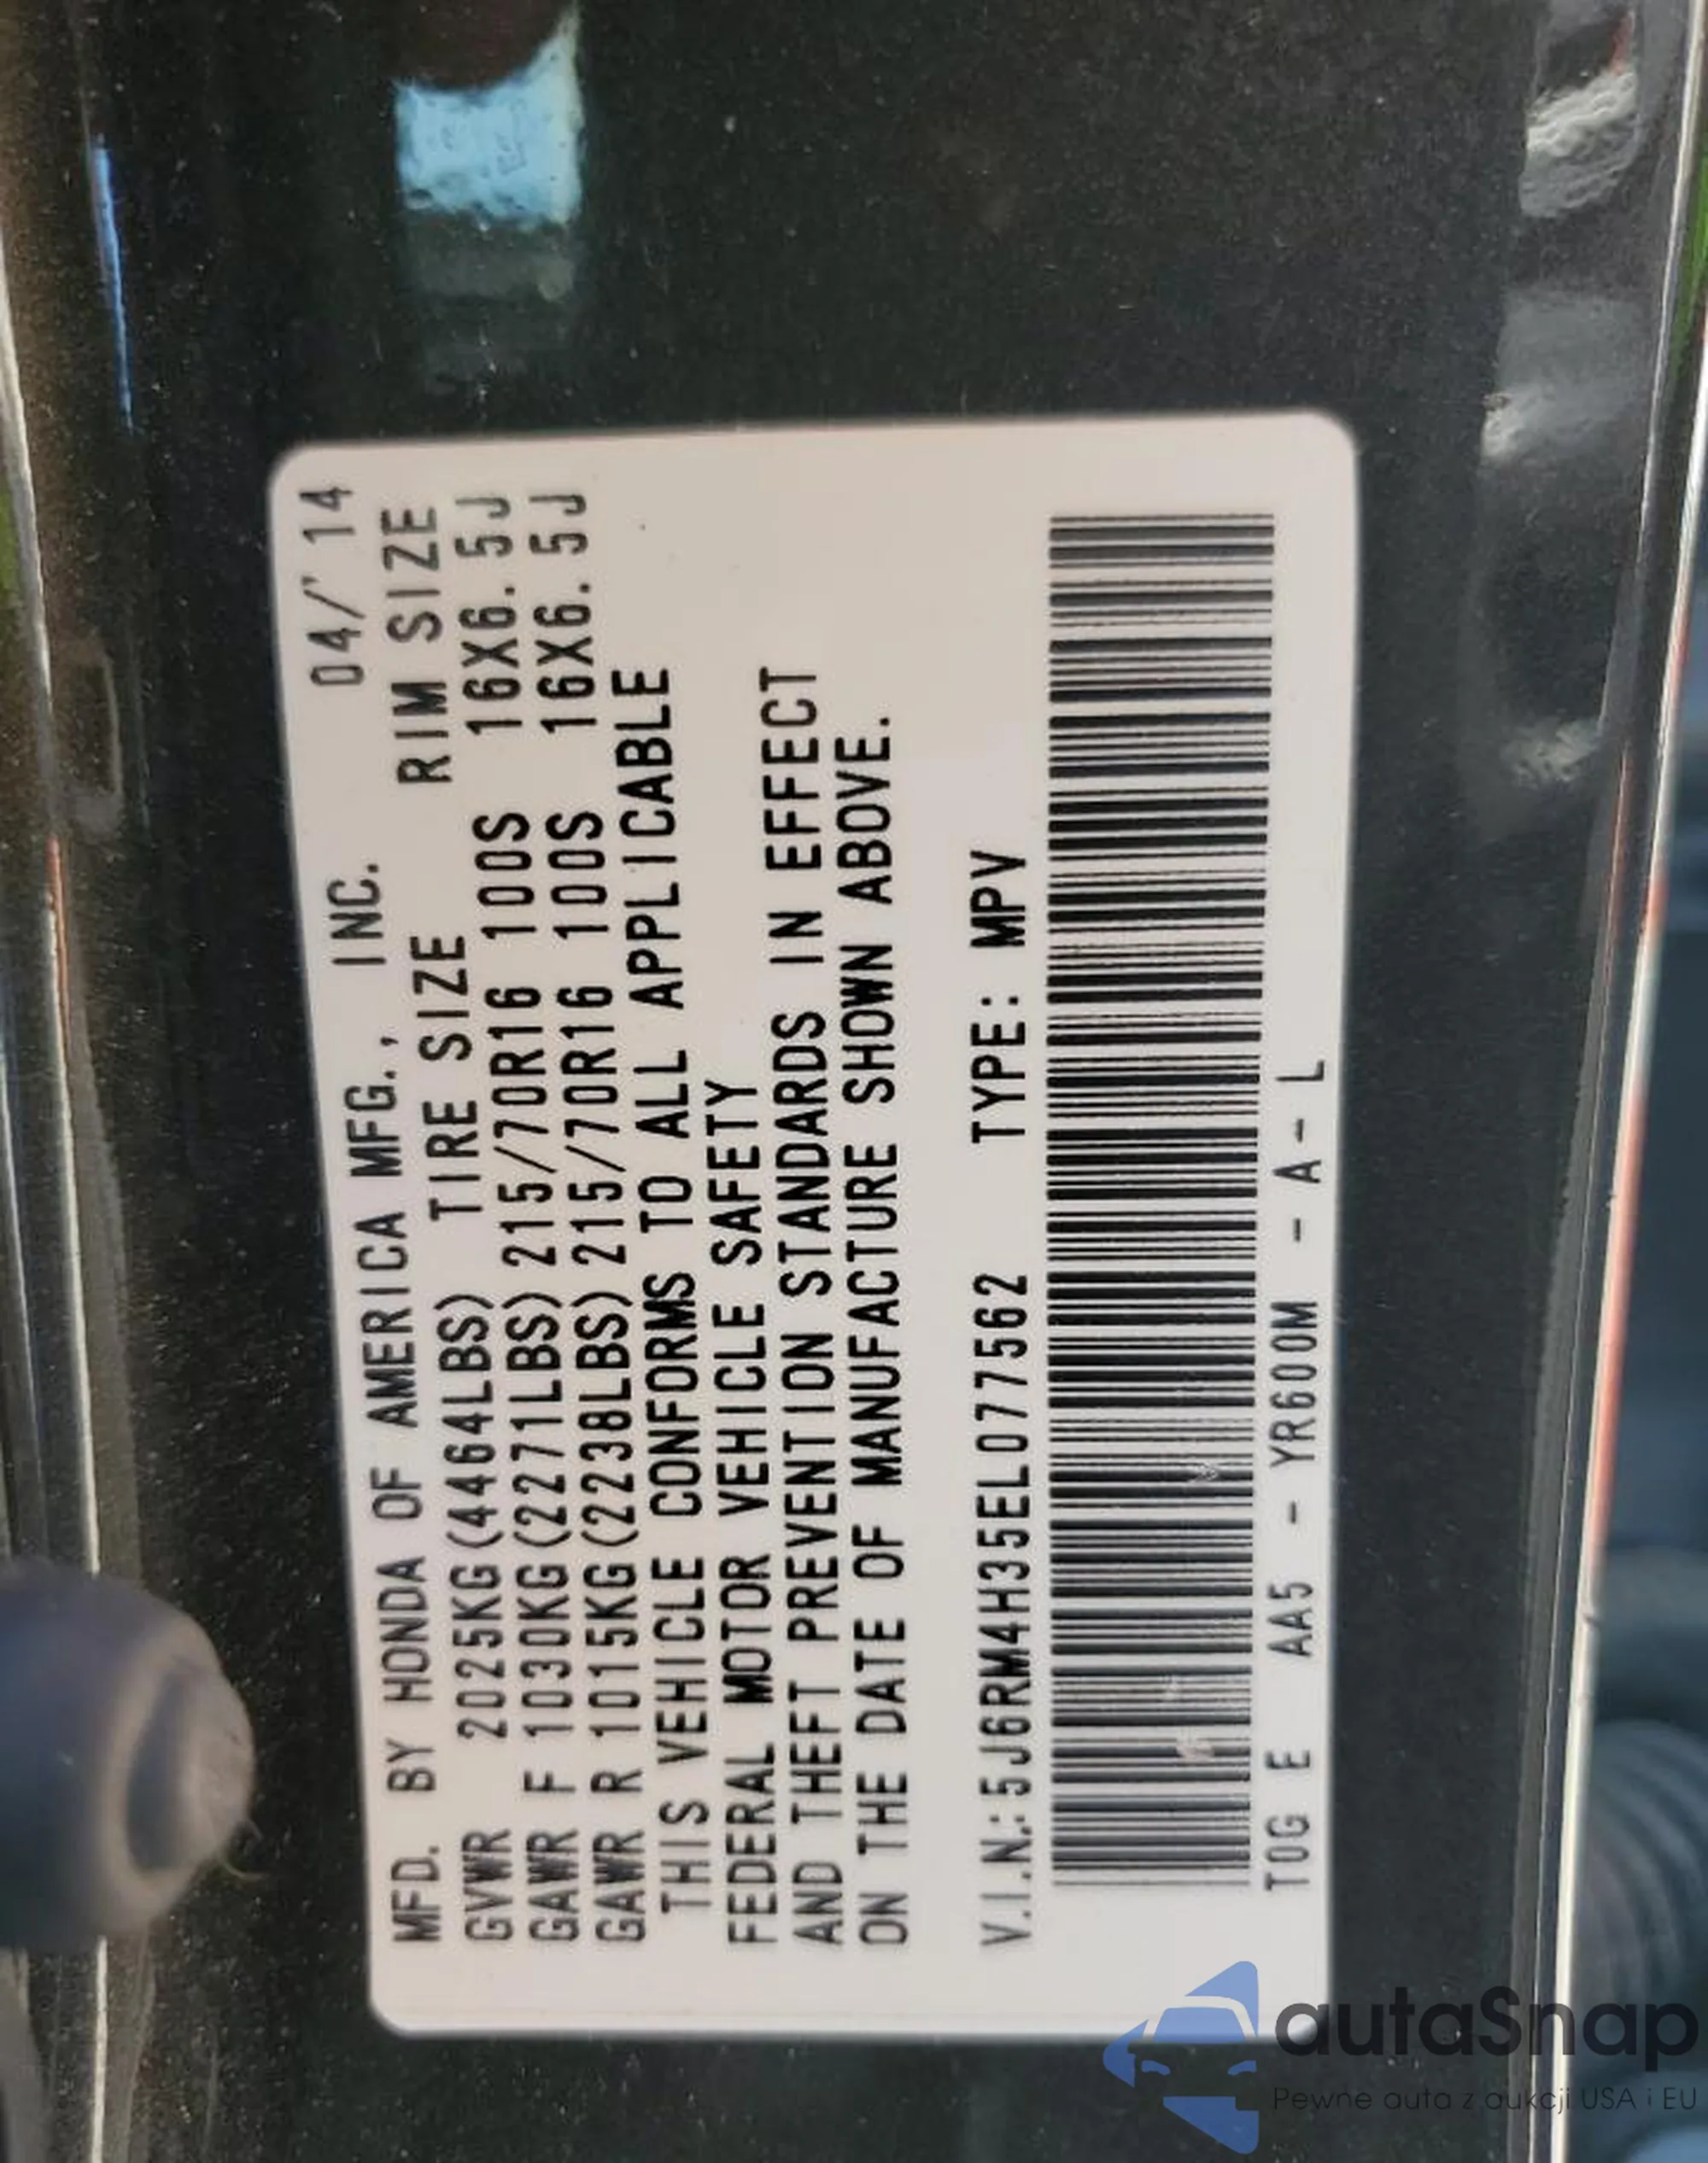 MFD. BY HONDA OF AMERICA MFG., INC. 04/'14
GVWR 2025KG(4464LBS) TIRE SIZE RIM SIZE
GAWR F 1030KG(2271LBS) 215/70R16 100S 16X6.5J
GAWR R 1015KG(2238LBS) 215/70R16 100S 16X6.5J
THIS VEHICLE CONFORMS TO ALL APPLICABLE
FEDERAL MOTOR VEHICLE SAFETY
AND THEFT PREVENTION STANDARDS IN EFFECT
ON THE DATE OF MANUFACTURE SHOWN ABOVE.
V.I.N.:5J6RM4H35EL077562 TYPE: MPV
T0G E AA5 - YR600M - A- L
autaSnap
Pewne auta z aukcji USA i EU